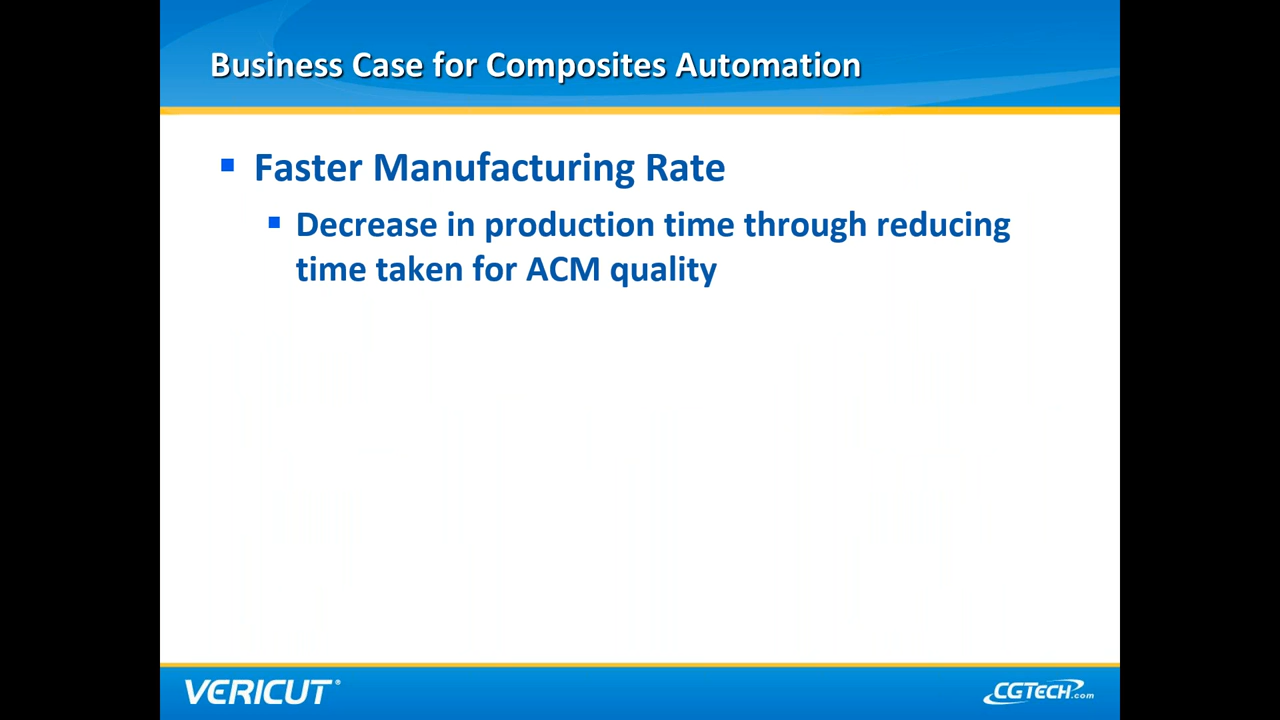 Business Case for Composites Automation
Faster Manufacturing Rate
Decrease in production time through reducing
time taken for ACM quality
VERICUT®
CGTECH.com